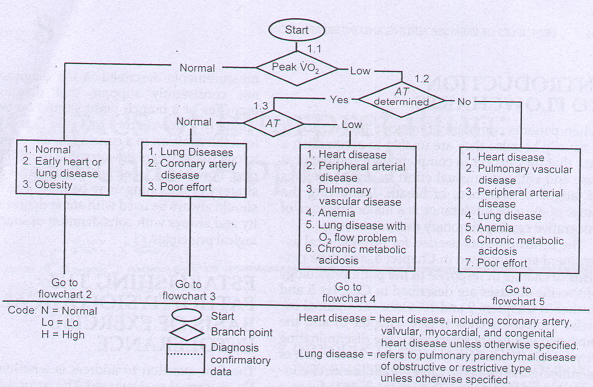 Start
1.1
Peak V̇O2
Normal
Low
1.2
AT
determined
Yes
No
1.3
AT
Normal
Low
1. Normal
2. Early heart or
lung disease
3. Obesity
1. Lung Diseases
2. Coronary artery
disease
3. Poor effort
1. Heart disease
2. Peripheral arterial
disease
3. Pulmonary
vascular disease
4. Anemia
5. Lung disease with
O2 flow problem
6. Chronic metabolic
acidosis
1. Heart disease
2. Pulmonary vascular
disease
3. Peripheral arterial
disease
4. Lung disease
5. Anemia
6. Chronic metabolic
acidosis
7. Poor effort
Go to
flowchart 2
Go to
flowchart 3
Go to
flowchart 4
Go to
flowchart 5
Code: N = Normal
Lo = Lo
H = High
Start
Branch point
Diagnosis
confirmatory
data
Heart disease = heart disease, including coronary artery,
valvular, myocardial, and congenital
heart disease unless otherwise specified.
Lung disease = refers to pulmonary parenchymal disease
of obstructive or restrictive type
unless otherwise specified.